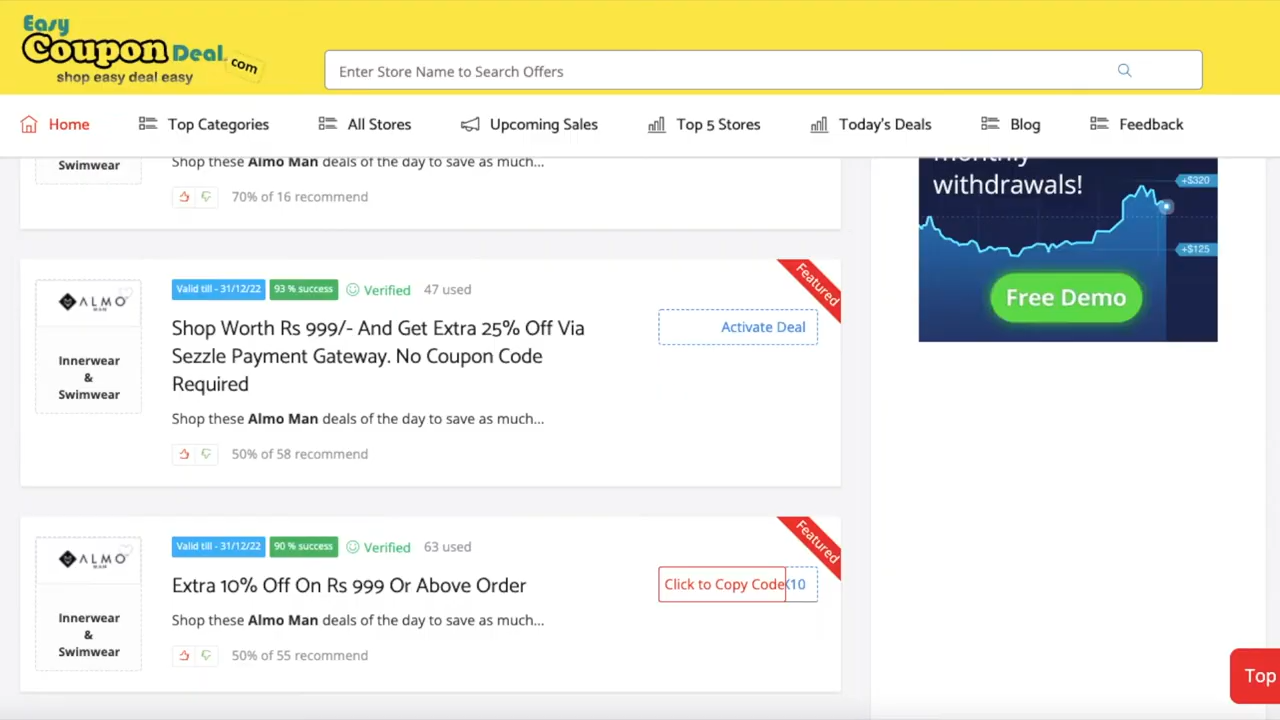 Easy
Coupon Deal.com
shop easy deal easy
Enter Store Name to Search Offers
Home
Top Categories
All Stores
Upcoming Sales
Top 5 Stores
Today's Deals
Blog
Feedback
Swimwear
Shop these Almo Man deals of the day to save as much...
70% of 16 recommend
monthly
withdrawals!
+$320
+$125
Free Demo
ALMO
MAN
Innerwear
&
Swimwear
Valid till - 31/12/22 93 % success Verified 47 used
Featured
Shop Worth Rs 999/- And Get Extra 25% Off Via
Sezzle Payment Gateway. No Coupon Code
Required
Activate Deal
Shop these Almo Man deals of the day to save as much...
50% of 58 recommend
ALMO
MAN
Innerwear
&
Swimwear
Valid till - 31/12/22 90 % success Verified 63 used
Featured
Extra 10% Off On Rs 999 Or Above Order
Click to Copy Code
10
Shop these Almo Man deals of the day to save as much...
50% of 55 recommend
Top